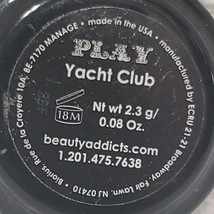 PLAY
Yacht Club
18M
Nt wt 2.3 g/
0.08 Oz.
beautyaddicts.com
1.201.475.7638
• made in the USA • manufactured by ECRU 21-21 Broadway, Fair Lawn, NJ 07410 • Bonus, Rue de la Croyere 10A, BE-7170 MANAGE